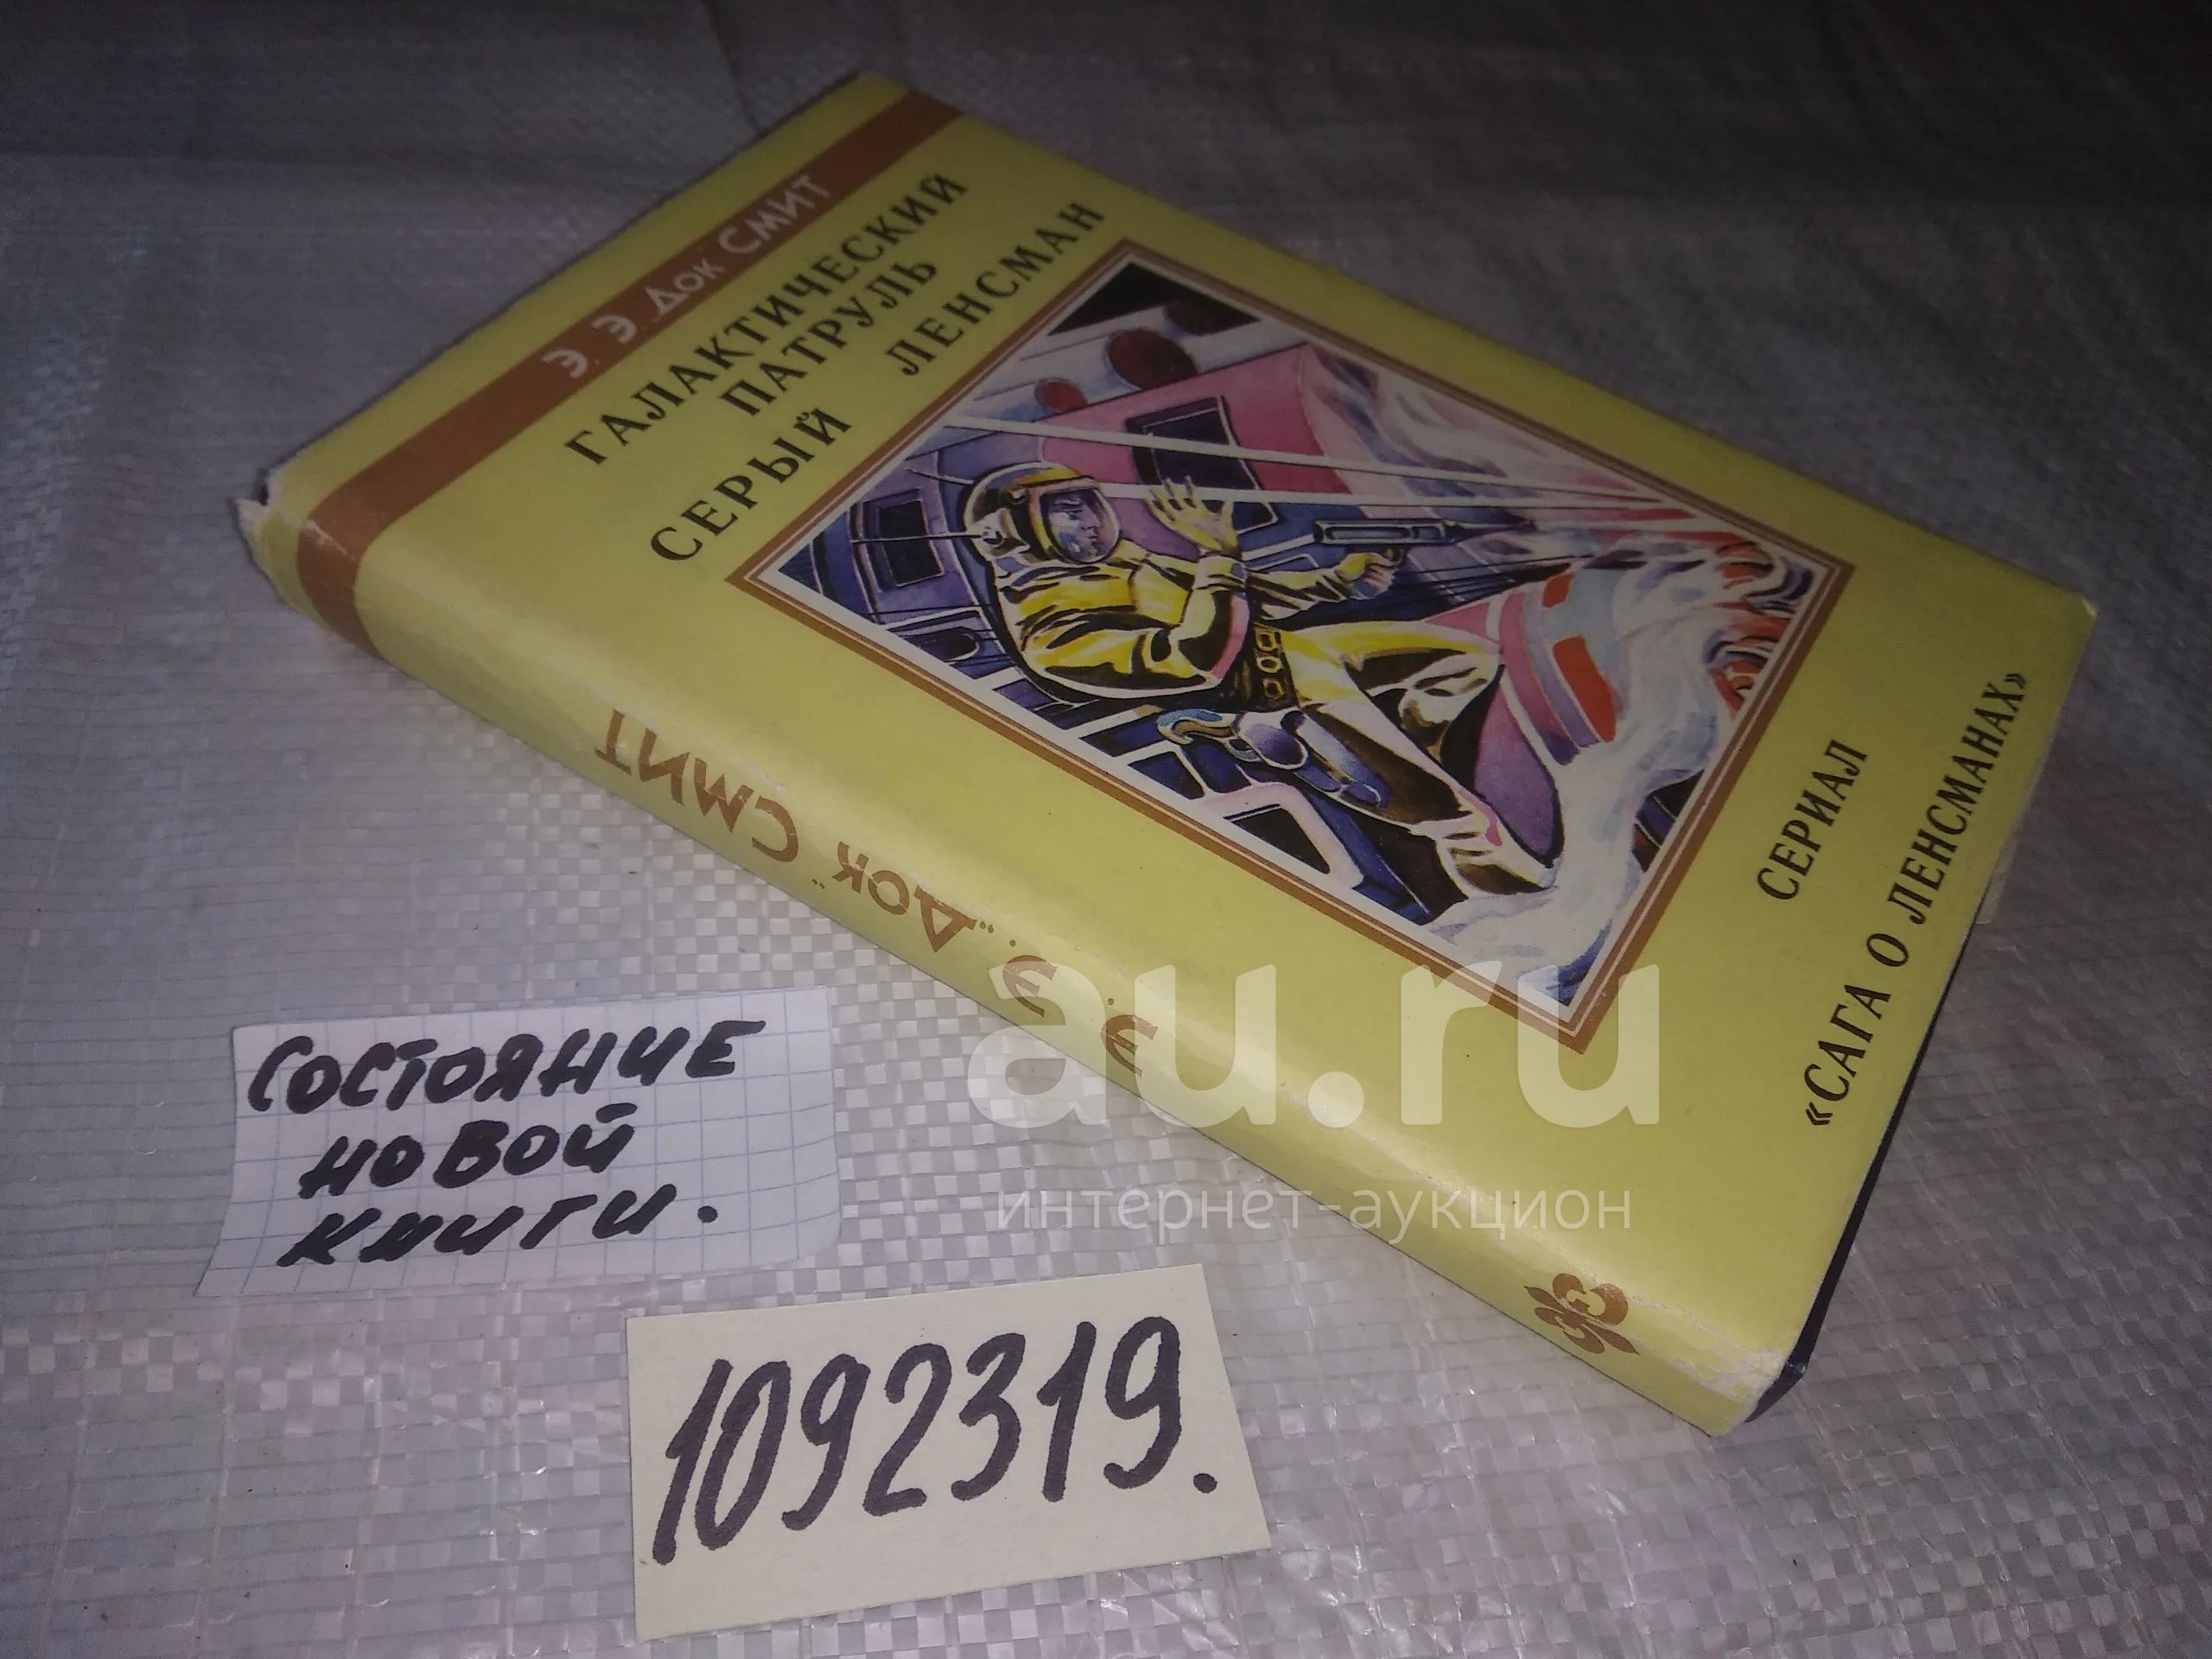 Э. Э. „Док" СМИТ
ГАЛАКТИЧЕСКИЙ
ПАТРУЛЬ
СЕРЫЙ ЛЕНСМАН
СЕРИАЛ
«САГА О ЛЕНСМАНАХ»
Э. Э. „Док" СМИТ
au.ru
интернет-аукцион
СОСТОЯНИЕ
НОВОЙ
КНИГИ.
1092319.